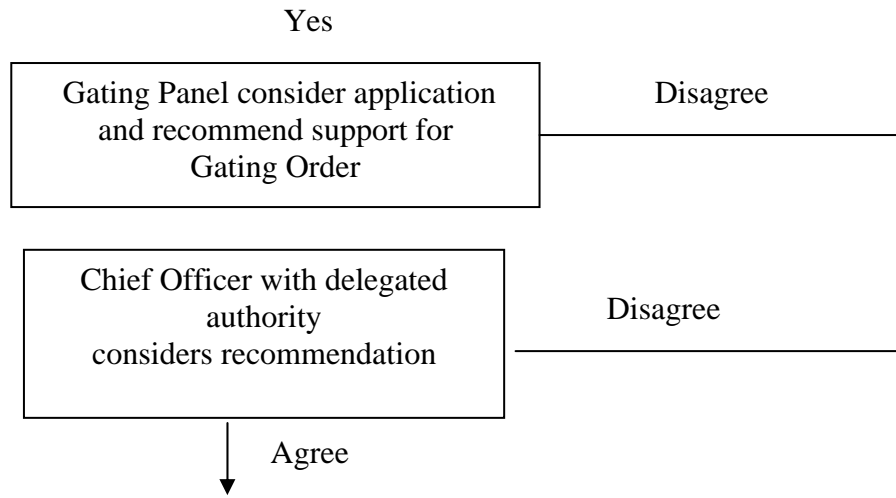 Yes
Gating Panel consider application
and recommend support for
Gating Order
Disagree
Chief Officer with delegated
authority
considers recommendation
Disagree
Agree